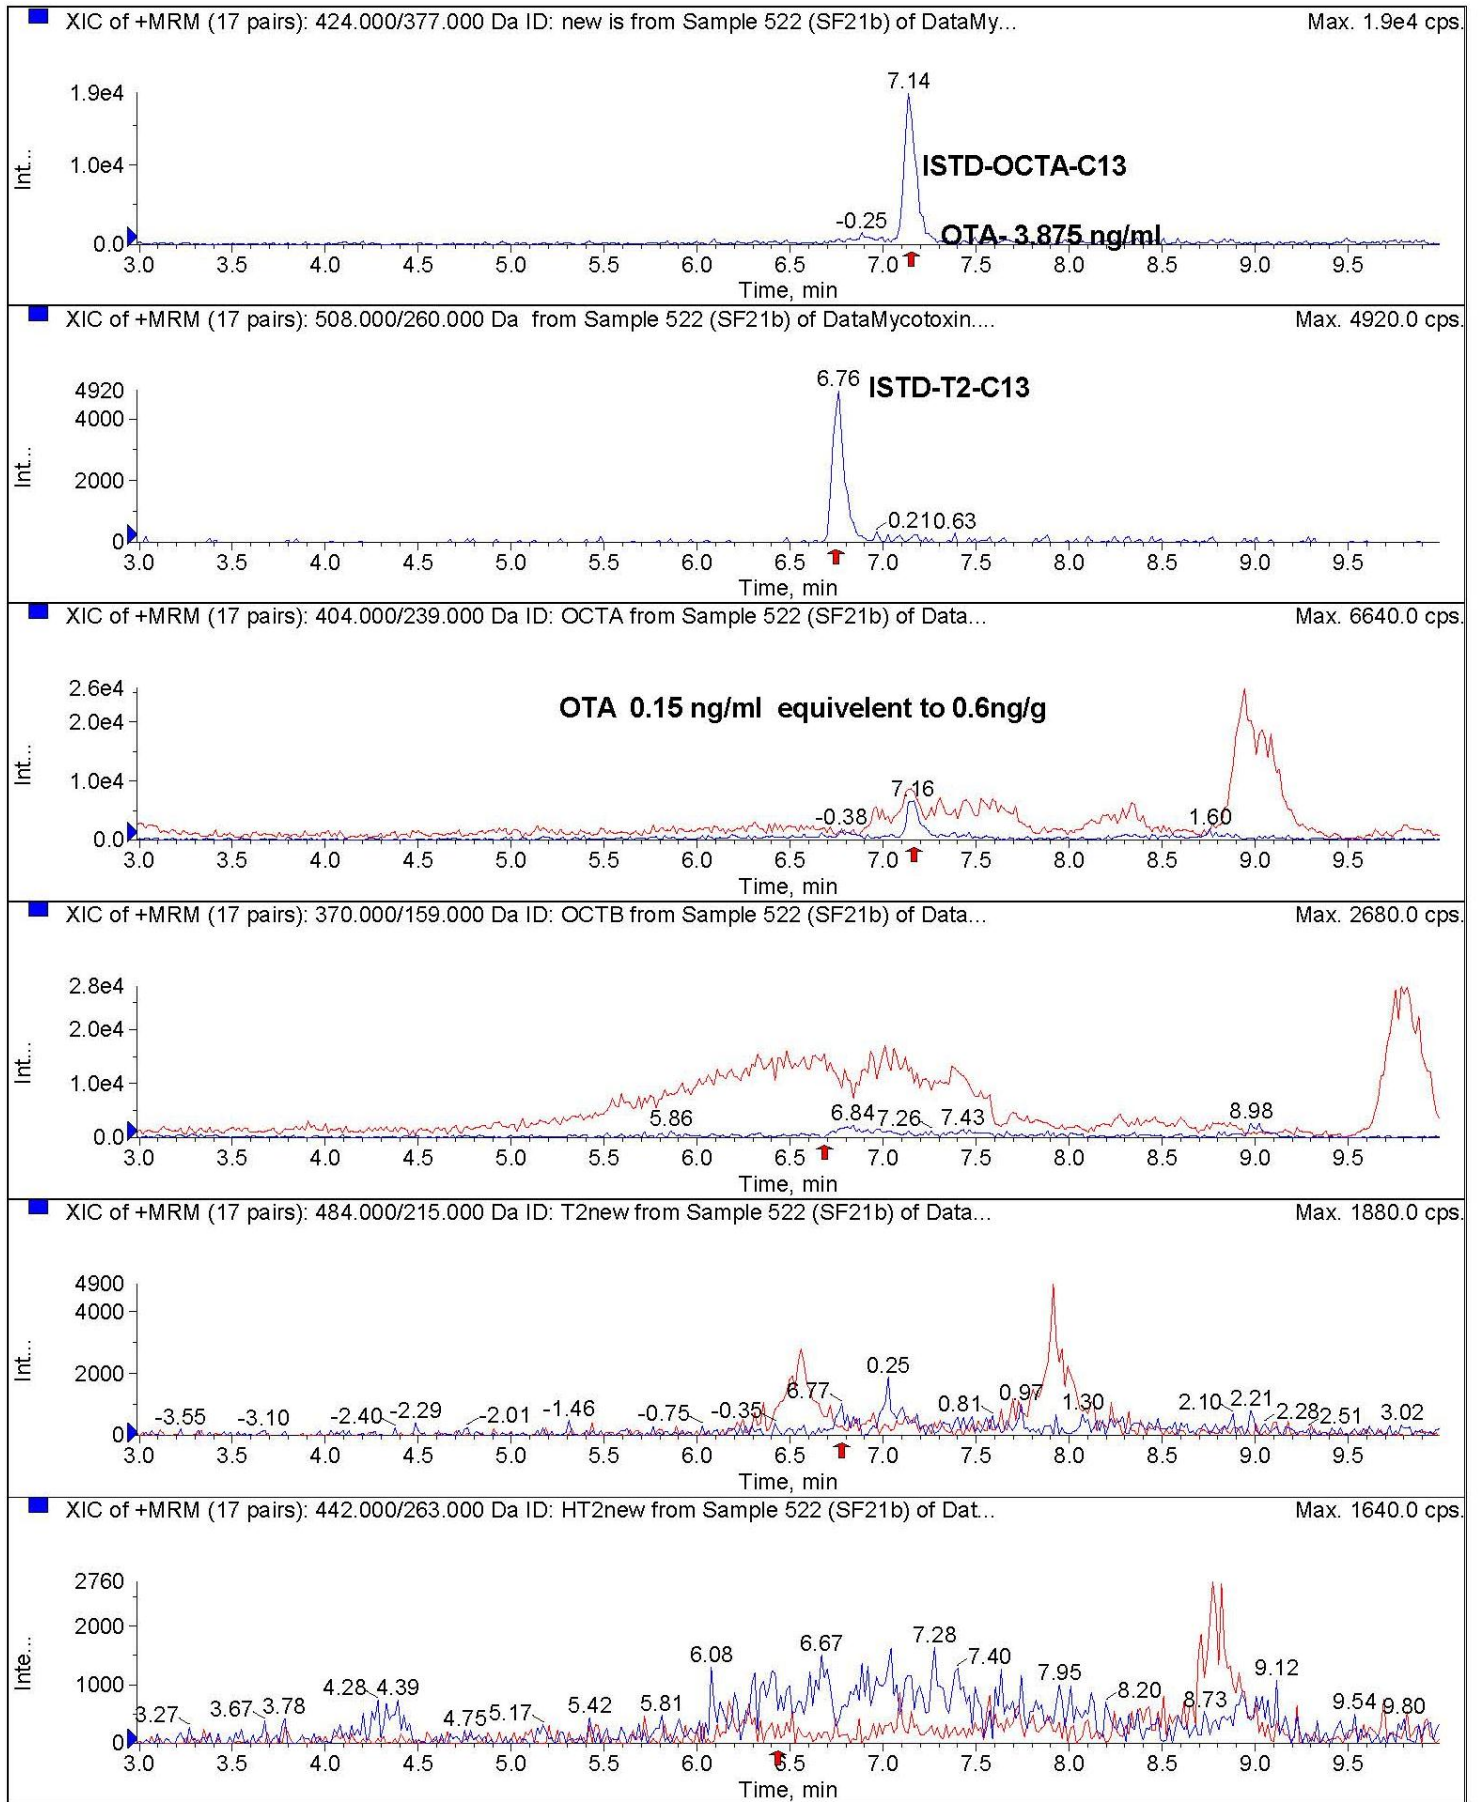 XIC of +MRM (17 pairs): 424.000/377.000 Da ID: new is from Sample 522 (SF21b) of DataMy... Max. 1.9e4 cps.
7.14
1.9e4
ISTD-OCTA-C13
1.0e4
Int...
-0.25
OTA- 3.875 ng/ml
0.0
3.0 3.5 4.0 4.5 5.0 5.5 6.0 6.5 7.0 7.5 8.0 8.5 9.0 9.5
Time, min
XIC of +MRM (17 pairs): 508.000/260.000 Da from Sample 522 (SF21b) of DataMycotoxin.... Max. 4920.0 cps.
6.76 ISTD-T2-C13
4920
4000
Int...
2000
0.21 0.63
0
3.0 3.5 4.0 4.5 5.0 5.5 6.0 6.5 7.0 7.5 8.0 8.5 9.0 9.5
Time, min
XIC of +MRM (17 pairs): 404.000/239.000 Da ID: OCTA from Sample 522 (SF21b) of Data... Max. 6640.0 cps.
2.6e4
OTA 0.15 ng/ml equivelent to 0.6ng/g
2.0e4
Int...
1.0e4
7.16
-0.38 1.60
0.0
3.0 3.5 4.0 4.5 5.0 5.5 6.0 6.5 7.0 7.5 8.0 8.5 9.0 9.5
Time, min
XIC of +MRM (17 pairs): 370.000/159.000 Da ID: OCTB from Sample 522 (SF21b) of Data... Max. 2680.0 cps.
2.8e4
2.0e4
Int...
1.0e4
5.86 6.84 7.26 7.43 8.98
0.0
3.0 3.5 4.0 4.5 5.0 5.5 6.0 6.5 7.0 7.5 8.0 8.5 9.0 9.5
Time, min
XIC of +MRM (17 pairs): 484.000/215.000 Da ID: T2new from Sample 522 (SF21b) of Data... Max. 1880.0 cps.
4900
4000
Int...
2000
0.25
6.77 0.97
-3.55 -3.10 -2.40 -2.29 -2.01 -1.46 -0.75 -0.35 0.81 1.30 2.10 2.21 2.28 2.51 3.02
0
3.0 3.5 4.0 4.5 5.0 5.5 6.0 6.5 7.0 7.5 8.0 8.5 9.0 9.5
Time, min
XIC of +MRM (17 pairs): 442.000/263.000 Da ID: HT2new from Sample 522 (SF21b) of Dat... Max. 1640.0 cps.
2760
2000
Inte...
6.08 6.67 7.28 7.40 7.95 9.12
1000
4.28 4.39 8.20
3.27 3.67 3.78 4.75 5.17 5.42 5.81 8.73 9.54 9.80
0
3.0 3.5 4.0 4.5 5.0 5.5 6.0 6.5 7.0 7.5 8.0 8.5 9.0 9.5
Time, min